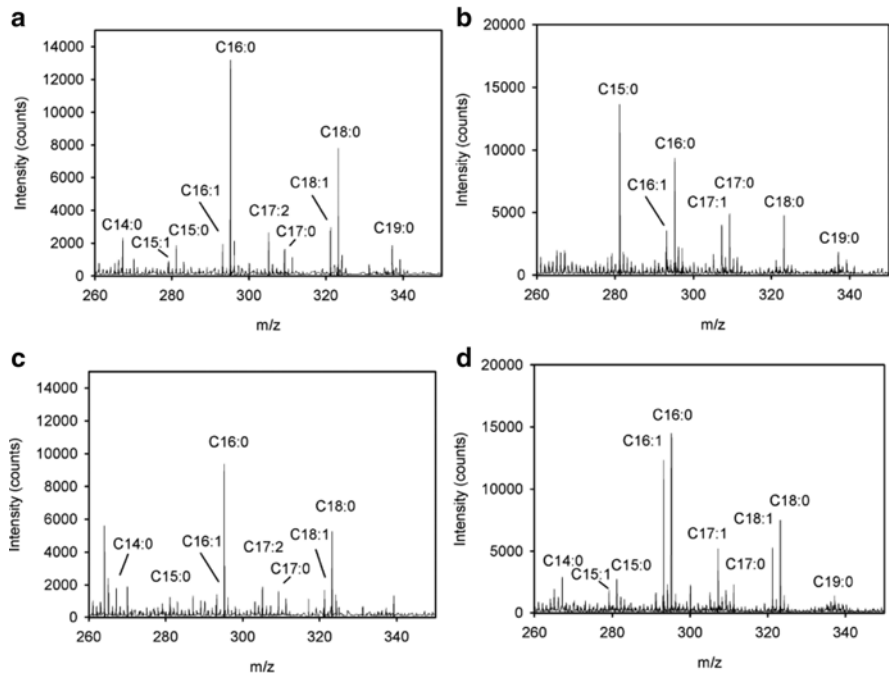 a
14000
12000
10000
8000
6000
4000
2000
0
Intensity (counts)
C16:0
C18:0
C18:1
C16:1
C17:2
C14:0
C15:0
C15:1
C17:0
C19:0
260 280 300 320 340
m/z
b
20000
15000
10000
5000
0
Intensity (counts)
C15:0
C16:0
C16:1
C17:0
C17:1
C18:0
C19:0
260 280 300 320 340
m/z
c
14000
12000
10000
8000
6000
4000
2000
0
Intensity (counts)
C16:0
C18:0
C14:0
C16:1
C17:2
C18:1
C15:0
C17:0
260 280 300 320 340
m/z
d
20000
15000
10000
5000
0
Intensity (counts)
C16:0
C16:1
C18:0
C18:1
C17:1
C14:0
C15:0
C15:1
C17:0
C19:0
260 280 300 320 340
m/z